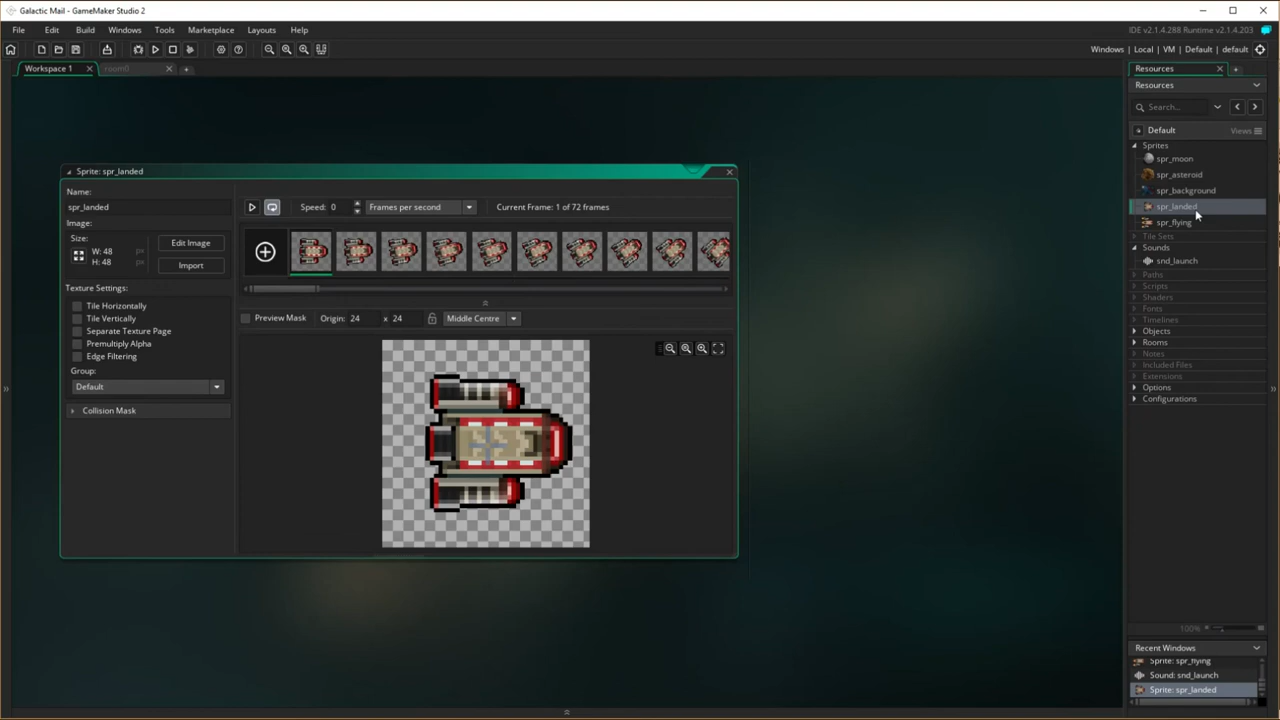 Galactic Mail - GameMaker Studio 2
File Edit Build Windows Tools Marketplace Layouts Help
IDE v2.1.4.288 Runtime v2.1.4.203
Windows | Local | VM | Default | default
Workspace 1
room0
Resources
Resources
Search...
Default
Views
Sprites
spr_moon
spr_asteroid
spr_background
spr_landed
spr_flying
Tile Sets
Sounds
snd_launch
Paths
Scripts
Shaders
Fonts
Timelines
Objects
Rooms
Notes
Included Files
Extensions
Options
Configurations
100%
Recent Windows
Sprite: spr_flying
Sound: snd_launch
Sprite: spr_landed
Sprite: spr_landed
Name:
spr_landed
Image:
Size:
W: 48 px
H: 48 px
Edit Image
Import
Texture Settings:
Tile Horizontally
Tile Vertically
Separate Texture Page
Premultiply Alpha
Edge Filtering
Group:
Default
Collision Mask
Speed: 0
Frames per second
Current Frame: 1 of 72 frames
Preview Mask
Origin: 24 x 24
Middle Centre